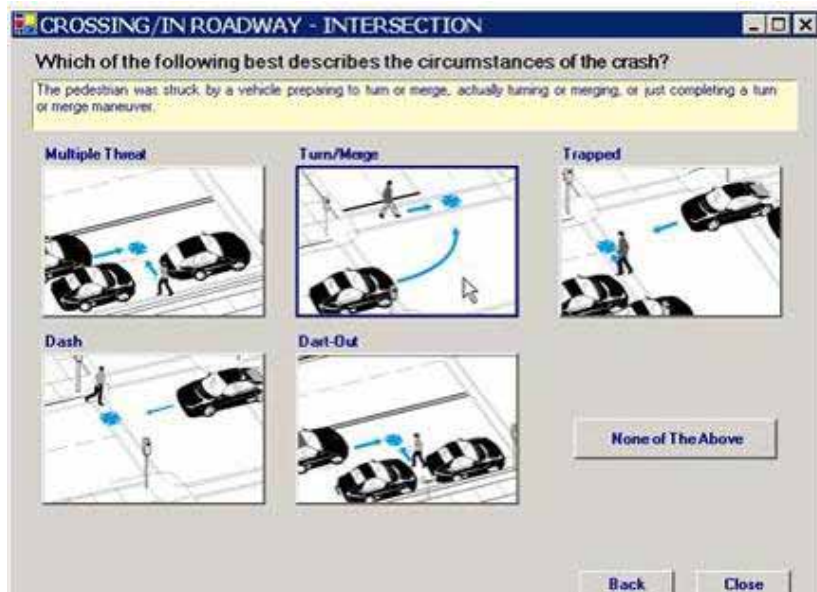 CROSSING/IN ROADWAY - INTERSECTION
Which of the following best describes the circumstances of the crash?
The pedestrian was struck by a vehicle preparing to turn or merge, actually turning or merging, or just completing a turn
or merge maneuver.
Multiple Threat
Turn/Merge
Trapped
Dash
Dart-Out
None of The Above
Back
Close